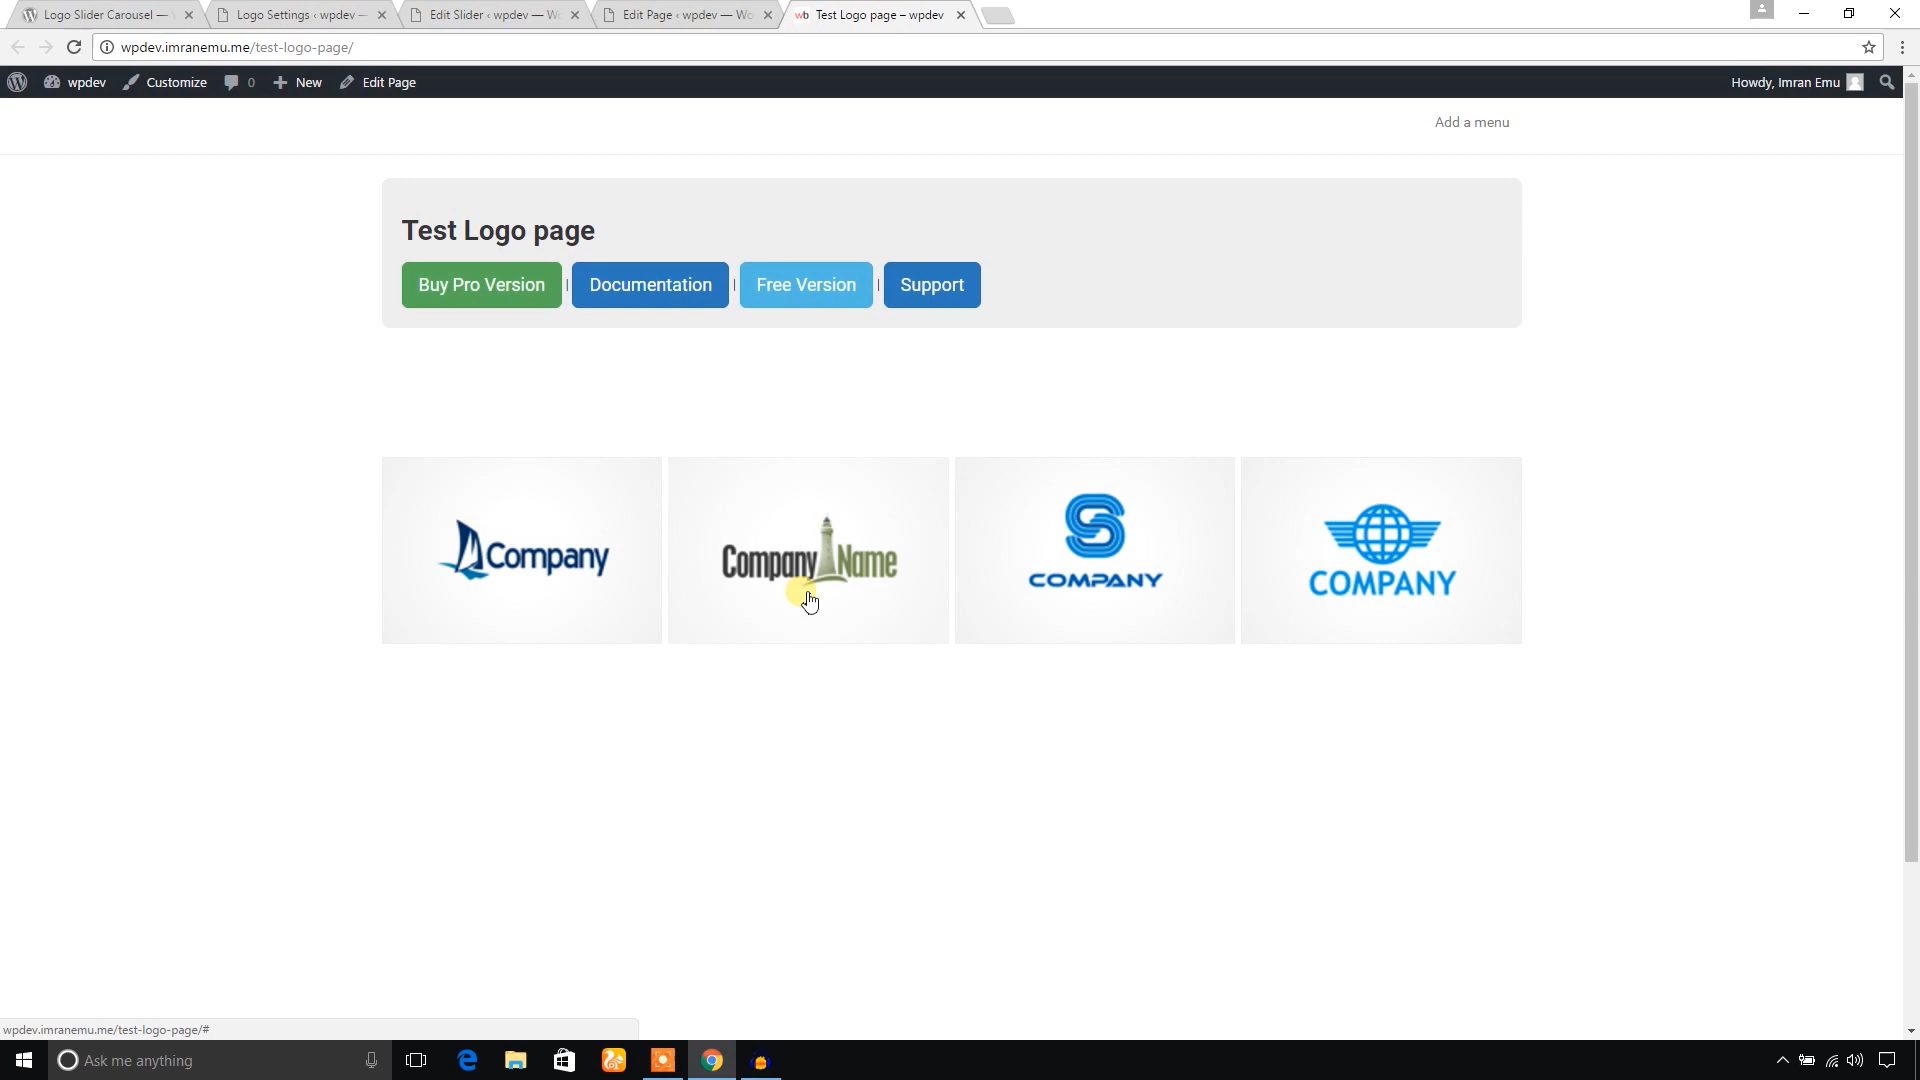 Logo Slider Carousel —
Logo Settings ‹ wpdev —
Edit Slider ‹ wpdev — W
Edit Page ‹ wpdev — Wo
wb Test Logo page – wpdev
wpdev.imranemu.me/test-logo-page/
wpdev
Customize
0
New
Edit Page
Howdy, Imran Emu
Add a menu
Test Logo page
Buy Pro Version | Documentation | Free Version | Support
Company
Company Name
S COMPANY
COMPANY
wpdev.imranemu.me/test-logo-page/#
Ask me anything